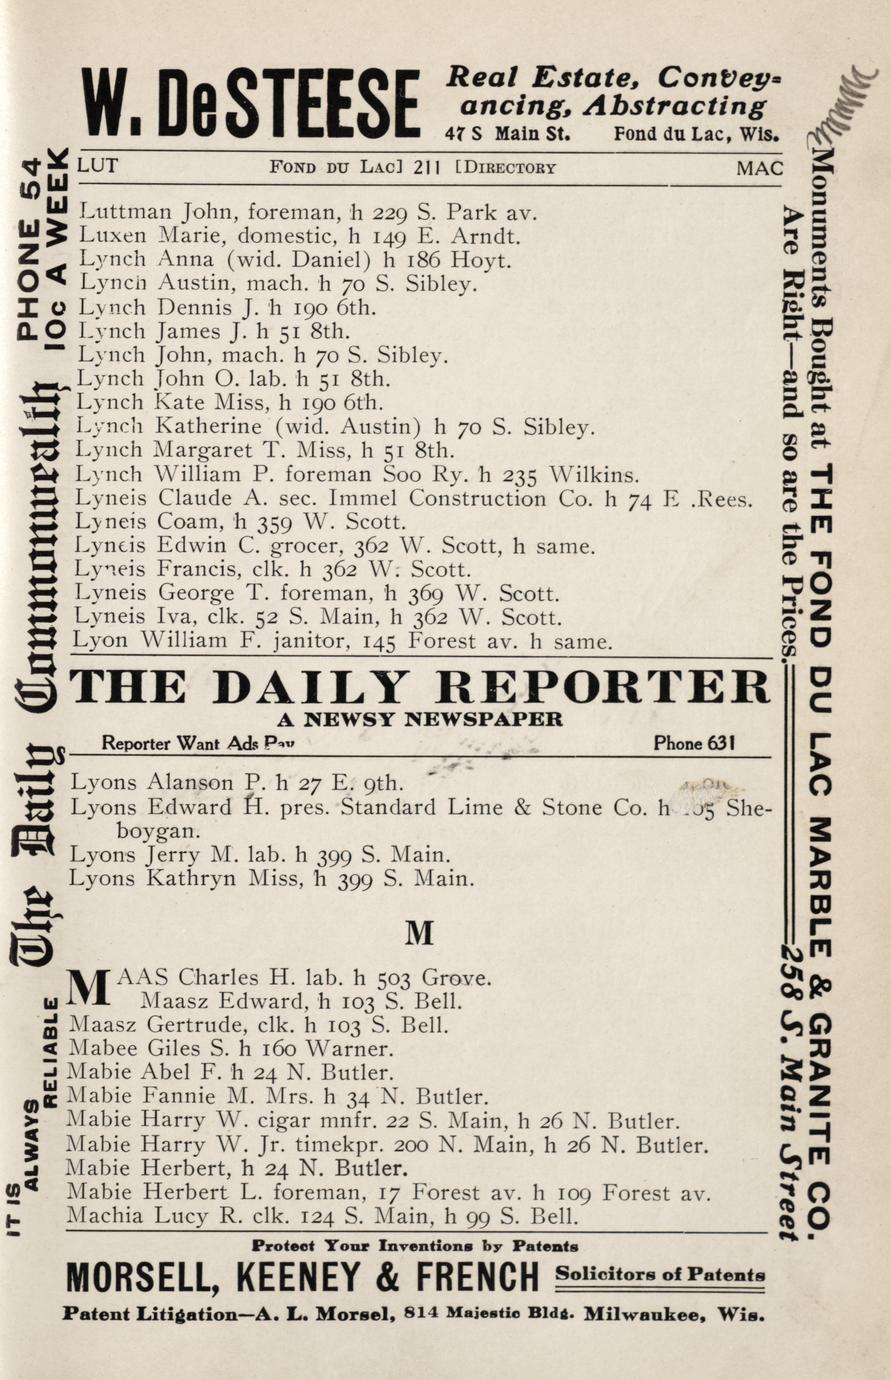 W. DeSTEESE
Real Estate, Convey-
ancing, Abstracting
47 S Main St. Fond du Lac, Wis.
LUT FOND DU LAC] 211 [DIRECTORY MAC
Luttman John, foreman, h 229 S. Park av.
Luxen Marie, domestic, h 149 E. Arndt.
Lynch Anna (wid. Daniel) h 186 Hoyt.
Lynch Austin, mach. h 70 S. Sibley.
Lynch Dennis J. h 190 6th.
Lynch James J. h 51 8th.
Lynch John, mach. h 70 S. Sibley.
Lynch John O. lab. h 51 8th.
Lynch Kate Miss, h 190 6th.
Lynch Katherine (wid. Austin) h 70 S. Sibley.
Lynch Margaret T. Miss, h 51 8th.
Lynch William P. foreman Soo Ry. h 235 Wilkins.
Lyneis Claude A. sec. Immel Construction Co. h 74 E .Rees.
Lyneis Coam, h 359 W. Scott.
Lyneis Edwin C. grocer, 362 W. Scott, h same.
Lyneis Francis, clk. h 362 W. Scott.
Lyneis George T. foreman, h 369 W. Scott.
Lyneis Iva, clk. 52 S. Main, h 362 W. Scott.
Lyon William F. janitor, 145 Forest av. h same.
THE DAILY REPORTER
A NEWSY NEWSPAPER
Reporter Want Ads Pay Phone 631
Lyons Alanson P. h 27 E. 9th.
Lyons Edward H. pres. Standard Lime & Stone Co. h She-
boygan.
Lyons Jerry M. lab. h 399 S. Main.
Lyons Kathryn Miss, h 399 S. Main.
M
MAAS Charles H. lab. h 503 Grove.
Maasz Edward, h 103 S. Bell.
Maasz Gertrude, clk. h 103 S. Bell.
Mabee Giles S. h 160 Warner.
Mabie Abel F. h 24 N. Butler.
Mabie Fannie M. Mrs. h 34 N. Butler.
Mabie Harry W. cigar mnfr. 22 S. Main, h 26 N. Butler.
Mabie Harry W. Jr. timekpr. 200 N. Main, h 26 N. Butler.
Mabie Herbert, h 24 N. Butler.
Mabie Herbert L. foreman, 17 Forest av. h 109 Forest av.
Machia Lucy R. clk. 124 S. Main, h 99 S. Bell.
Protect Your Inventions by Patents
MORSELL, KEENEY & FRENCH Solicitors of Patents
Patent Litigation—A. L. Morsel, 814 Majestic Bldg. Milwaukee, Wis.
IT IS
ALWAYS
RELIABLE
The Daily Commonwealth,
PHONE 54
10c A WEEK
Monuments Bought at THE FOND DU LAC MARBLE & GRANITE CO.
Are Right—and so are the Prices. 258 S. Main Street